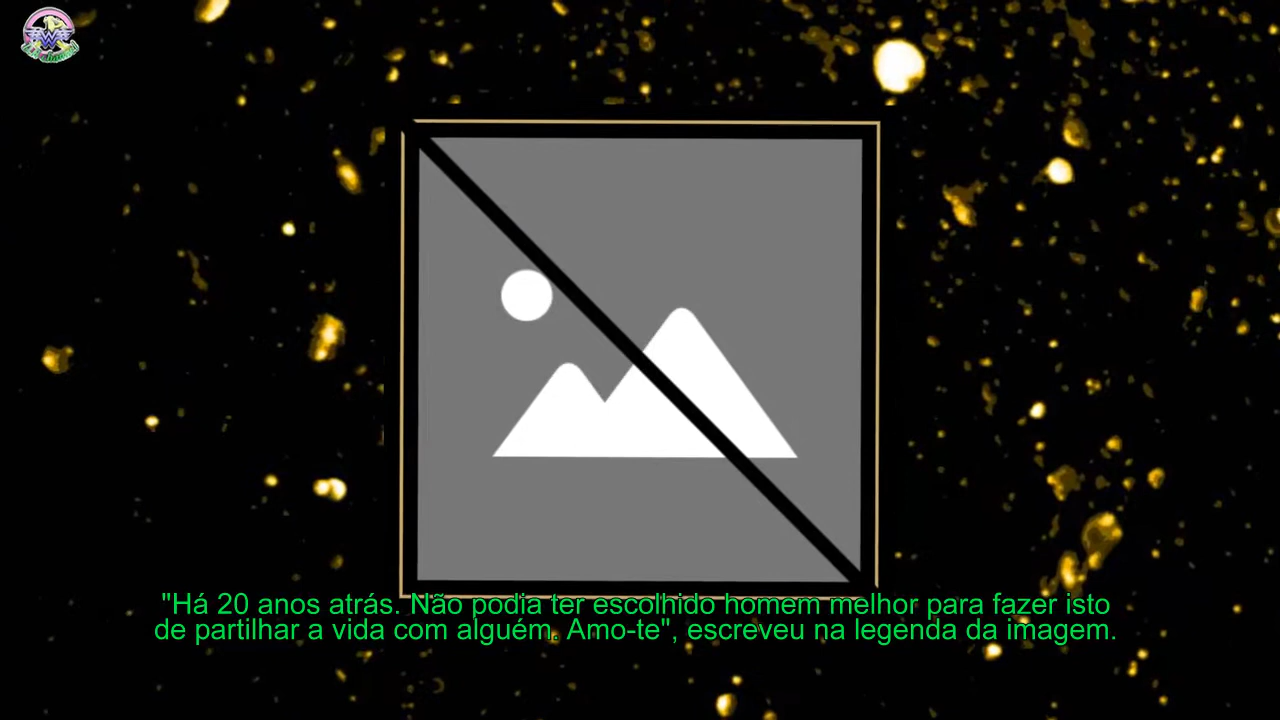 "Há 20 anos atrás. Não podia ter escolhido homem melhor para fazer isto
de partilhar a vida com alguém. Amo-te", escreveu na legenda da imagem.